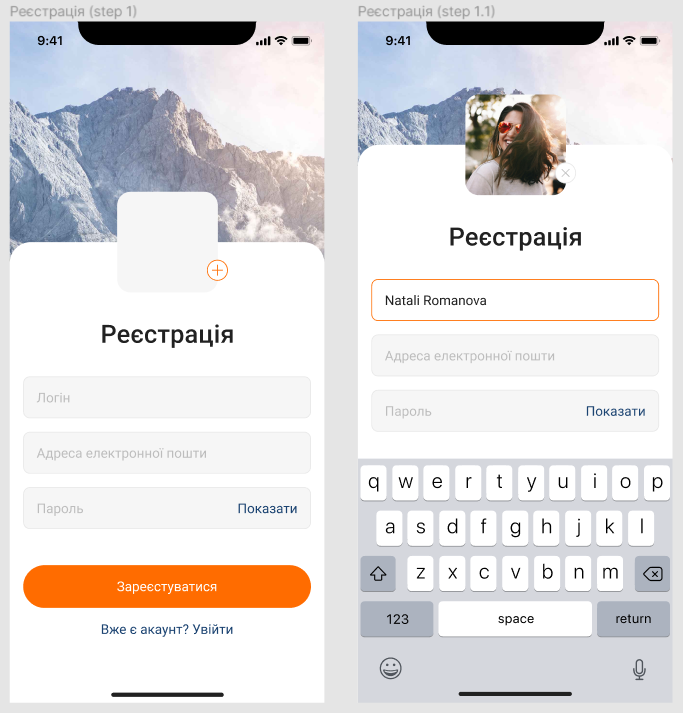 Реєстрація (step 1)
9:41
Реєстрація
Логін
Адреса електронної пошти
Пароль Показати
Зареєстуватися
Вже є акаунт? Увійти
Реєстрація (step 1.1)
9:41
Реєстрація
Natali Romanova
Адреса електронної пошти
Пароль Показати
q w e r t y u i o p
a s d f g h j k l
z x c v b n m
123 space return